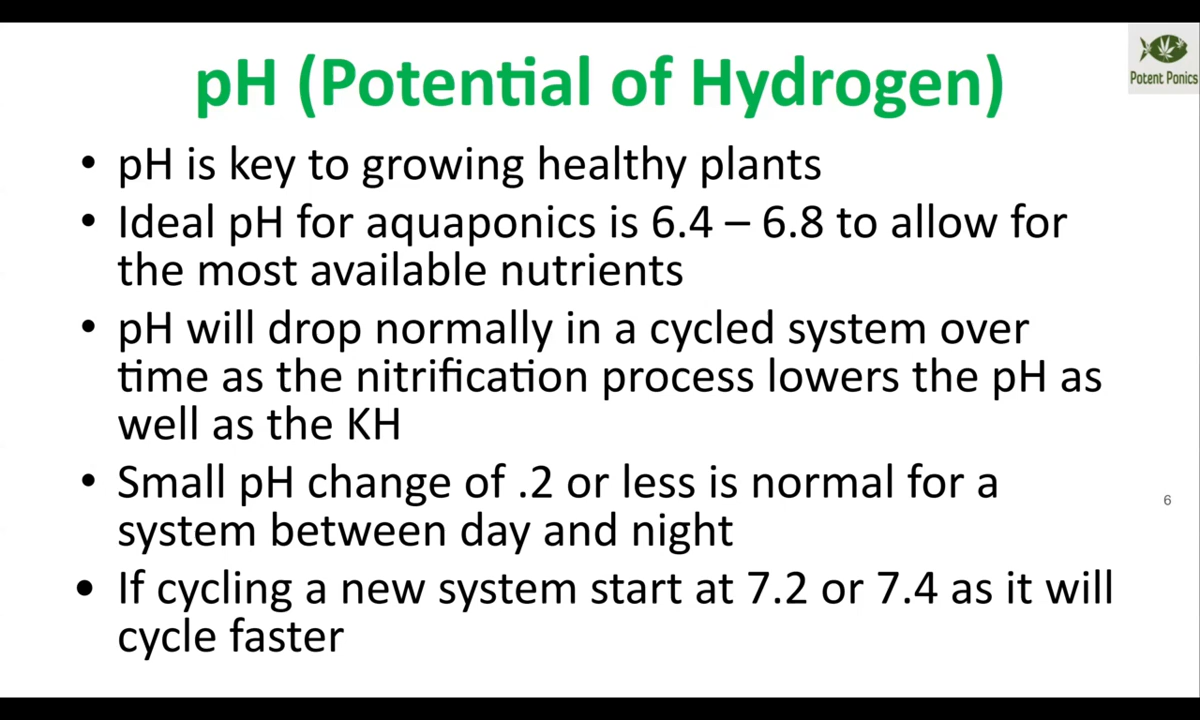 pH (Potential of Hydrogen)
Potent Ponics
• pH is key to growing healthy plants
• Ideal pH for aquaponics is 6.4 – 6.8 to allow for
the most available nutrients
• pH will drop normally in a cycled system over
time as the nitrification process lowers the pH as
well as the KH
• Small pH change of .2 or less is normal for a
system between day and night
6
• If cycling a new system start at 7.2 or 7.4 as it will
cycle faster